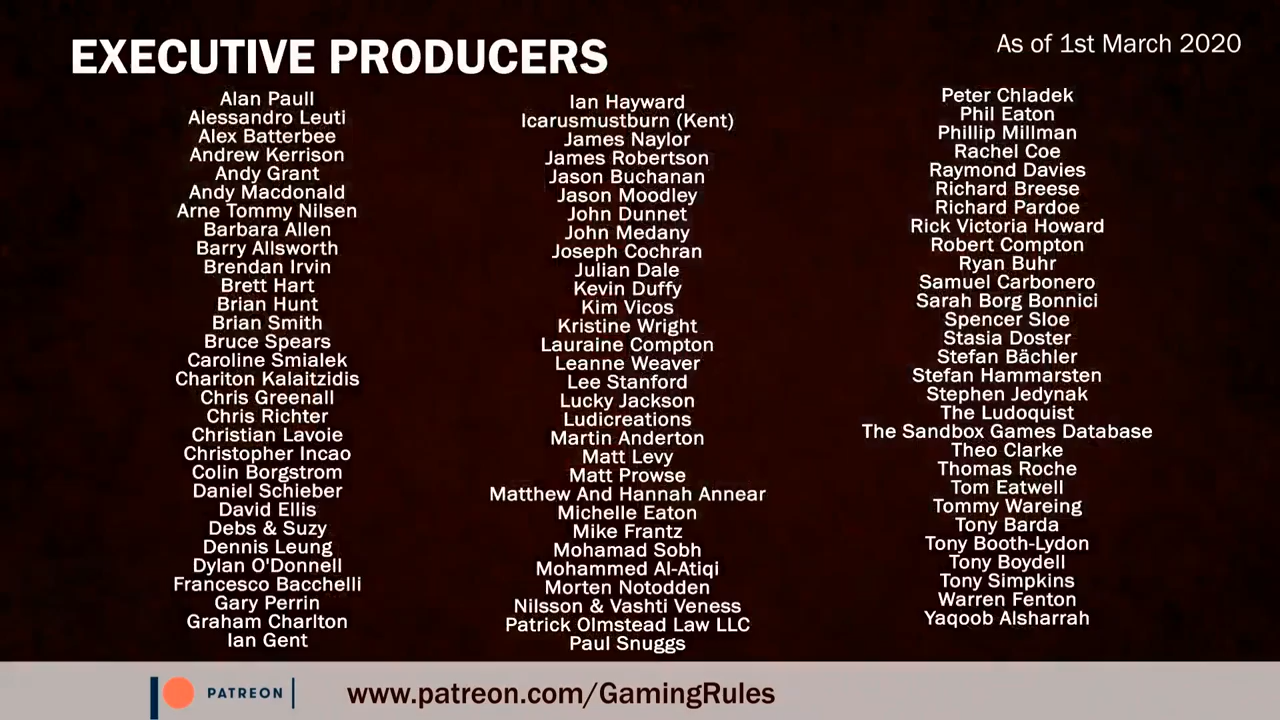 EXECUTIVE PRODUCERS
As of 1st March 2020
Alan Paull
Alessandro Leuti
Alex Batterbee
Andrew Kerrison
Andy Grant
Andy Macdonald
Arne Tommy Nilsen
Barbara Allen
Barry Allsworth
Brendan Irvin
Brett Hart
Brian Hunt
Brian Smith
Bruce Spears
Caroline Smialek
Chariton Kalaitzidis
Chris Greenall
Chris Richter
Christian Lavoie
Christopher Incao
Colin Borgstrom
Daniel Schieber
David Ellis
Debs & Suzy
Dennis Leung
Dylan O'Donnell
Francesco Bacchelli
Gary Perrin
Graham Charlton
Ian Gent
Ian Hayward
Icarusmustburn (Kent)
James Naylor
James Robertson
Jason Buchanan
Jason Moodley
John Dunnet
John Medany
Joseph Cochran
Julian Dale
Kevin Duffy
Kim Vicos
Kristine Wright
Lauraine Compton
Leanne Weaver
Lee Stanford
Lucky Jackson
Ludicreations
Martin Anderton
Matt Levy
Matt Prowse
Matthew And Hannah Annear
Michelle Eaton
Mike Frantz
Mohamad Sobh
Mohammed Al-Atiqi
Morten Notodden
Nilsson & Vashti Veness
Patrick Olmstead Law LLC
Paul Snuggs
Peter Chladek
Phil Eaton
Phillip Millman
Rachel Coe
Raymond Davies
Richard Breese
Richard Pardoe
Rick Victoria Howard
Robert Compton
Ryan Buhr
Samuel Carbonero
Sarah Borg Bonnici
Spencer Sloe
Stasia Doster
Stefan Bächler
Stefan Hammarsten
Stephen Jedynak
The Ludoquist
The Sandbox Games Database
Theo Clarke
Thomas Roche
Tom Eatwell
Tommy Wareing
Tony Barda
Tony Booth-Lydon
Tony Boydell
Tony Simpkins
Warren Fenton
Yaqoob Alsharrah
PATREON
www.patreon.com/GamingRules